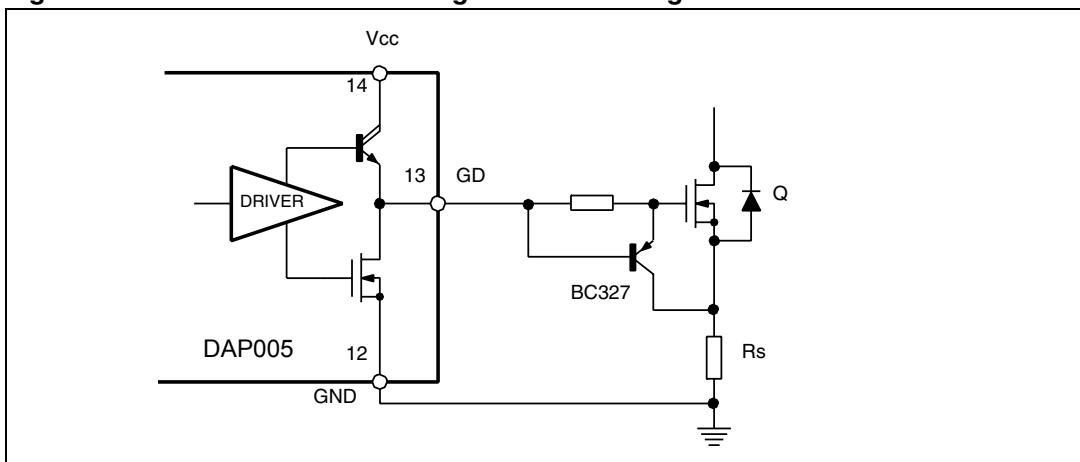 Vcc
14
13
GD
DRIVER
Q
BC327
DAP005
12
Rs
GND